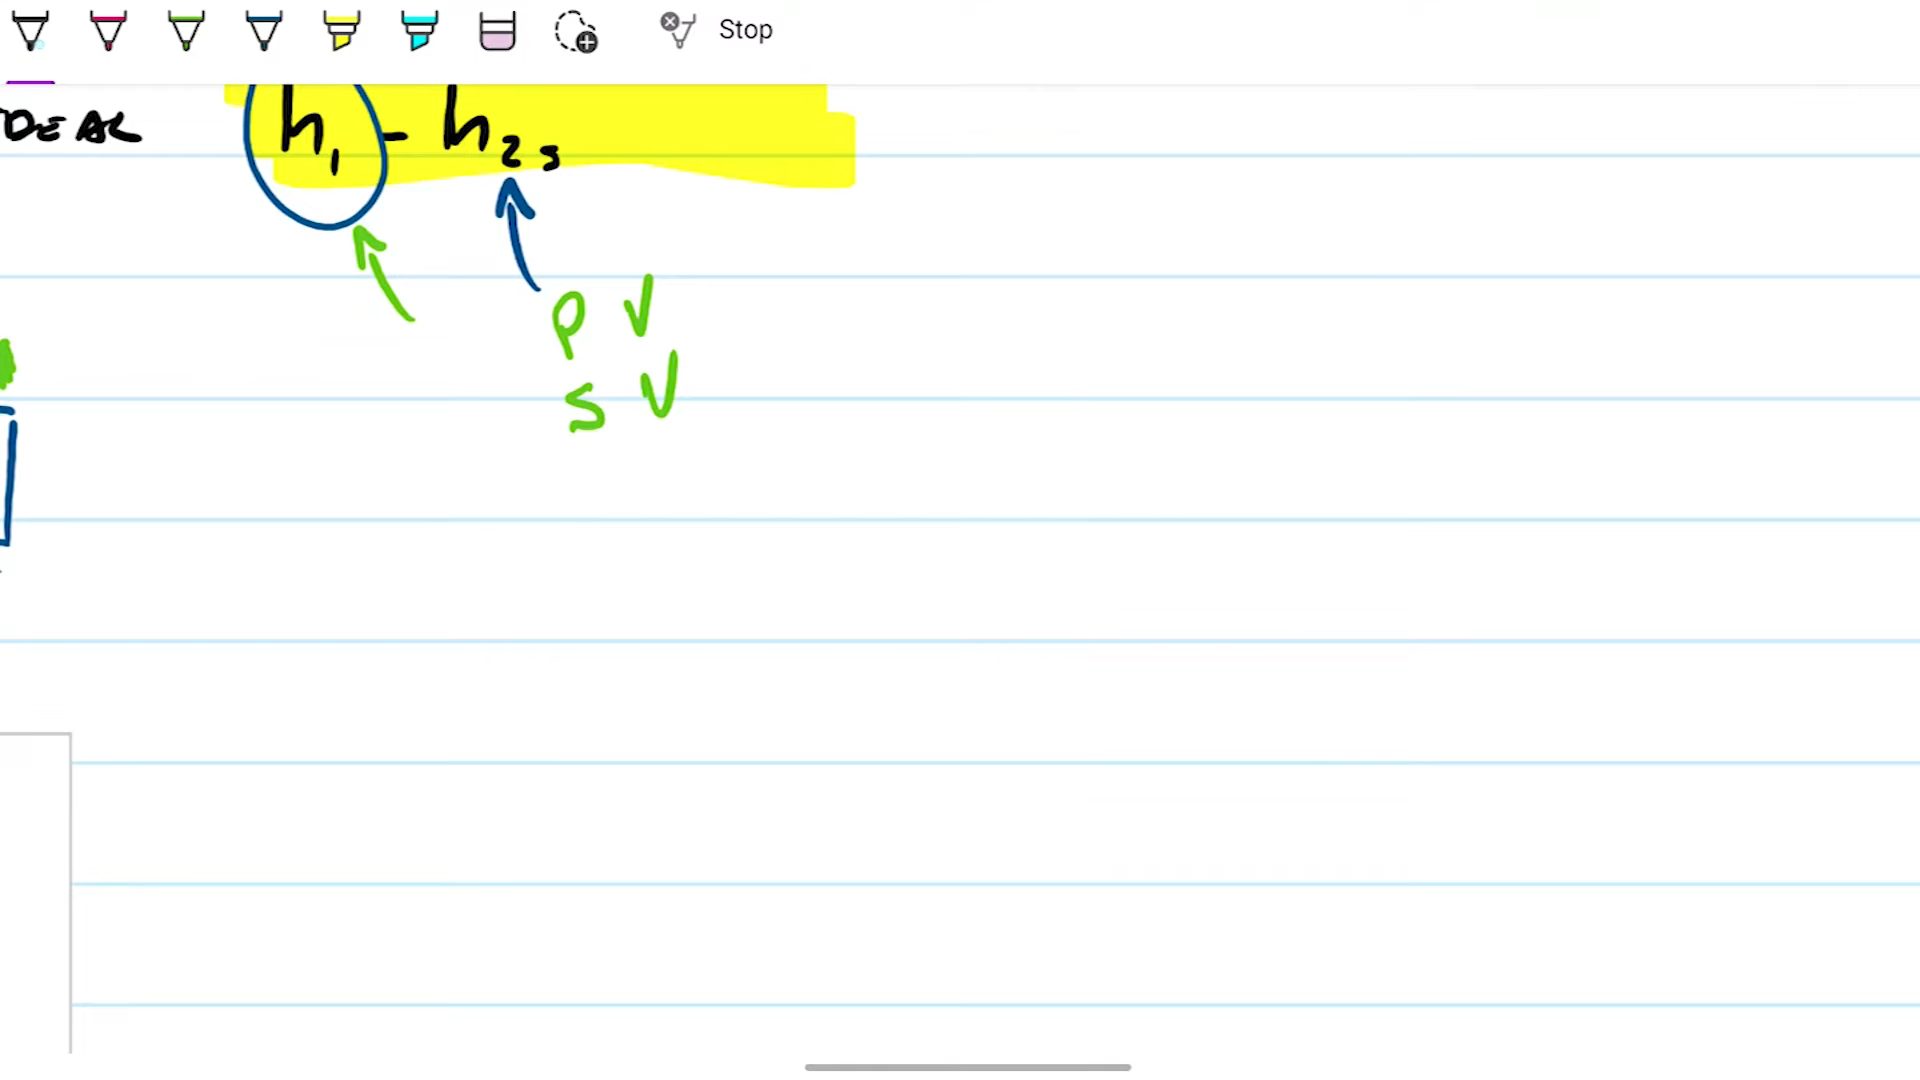 Stop
h₁ - h₂ₛ
p ✓
s ✓